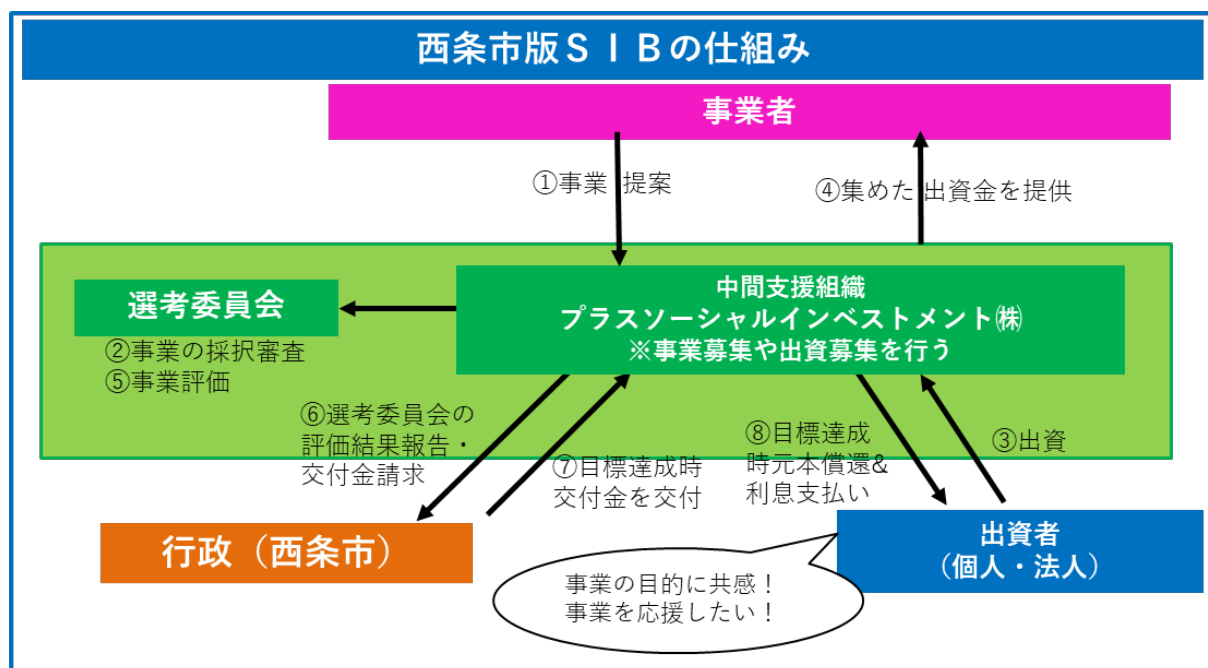 西条市版ＳＩＢの仕組み
事業者
①事業 提案
④集めた 出資金を提供
選考委員会
②事業の採択審査
⑤事業評価
中間支援組織
プラスソーシャルインベストメント㈱
※事業募集や出資募集を行う
⑥選考委員会の
評価結果報告・
交付金請求
⑦目標達成時
交付金を交付
⑧目標達成
時元本償還&
利息支払い
③出資
行政（西条市）
出資者
（個人・法人）
事業の目的に共感！
事業を応援したい！